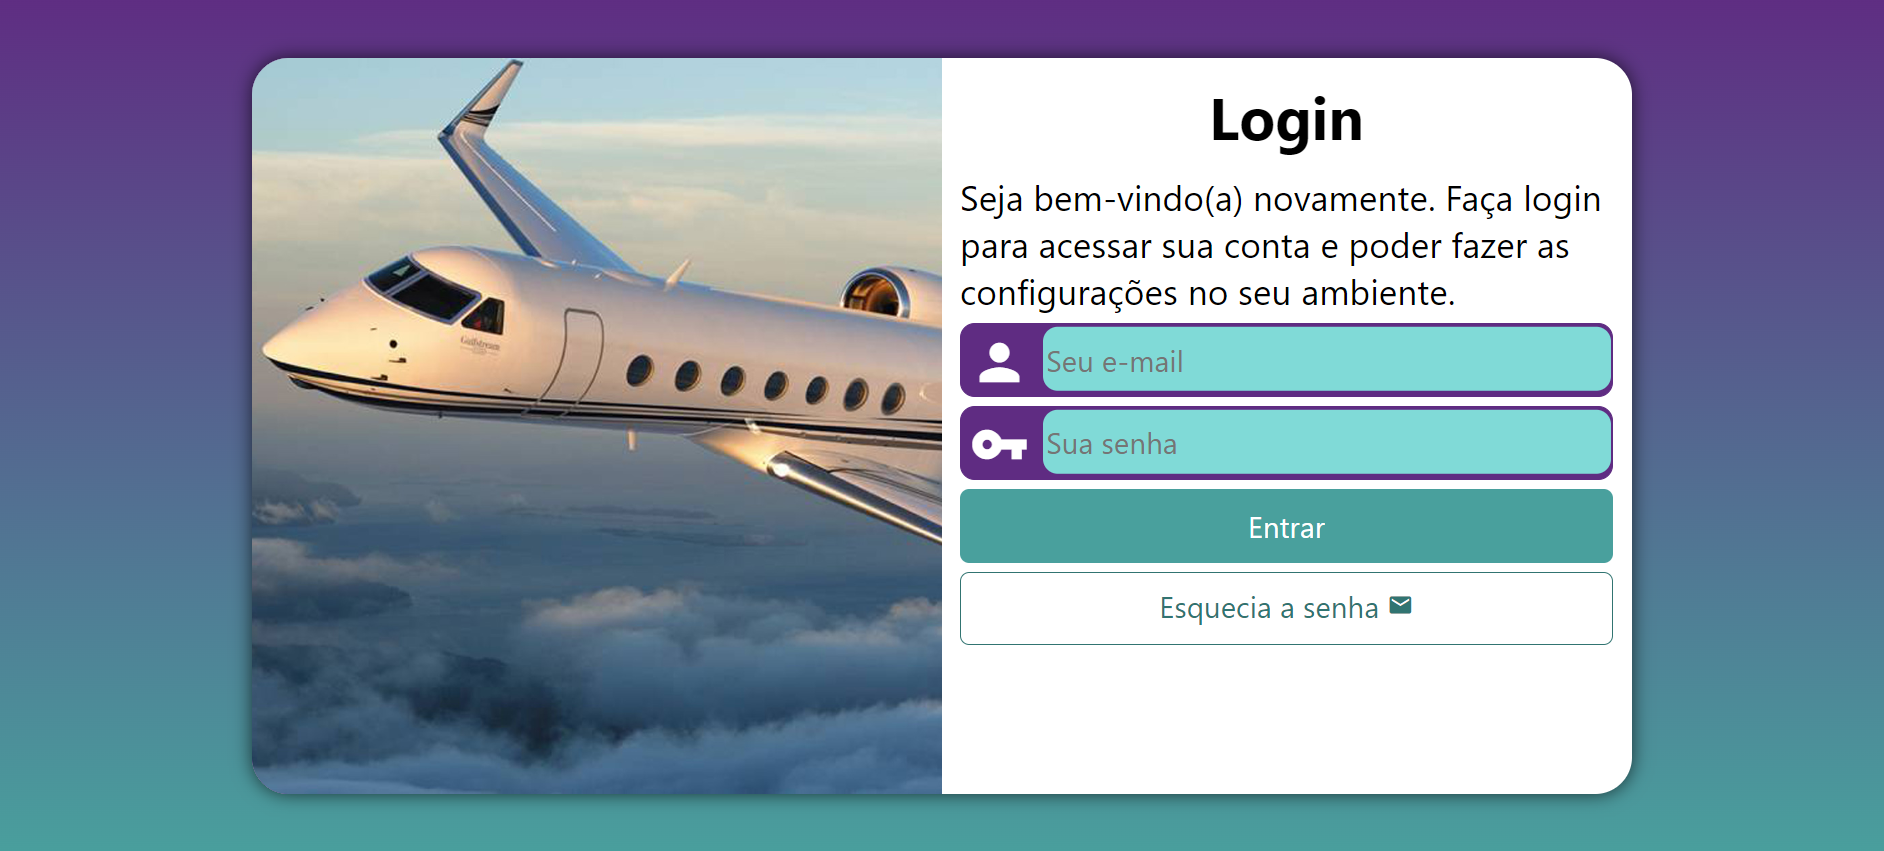 Login
Seja bem-vindo(a) novamente. Faça login
para acessar sua conta e poder fazer as
configurações no seu ambiente.
Seu e-mail
Sua senha
Entrar
Esquecia a senha
Gulfstream